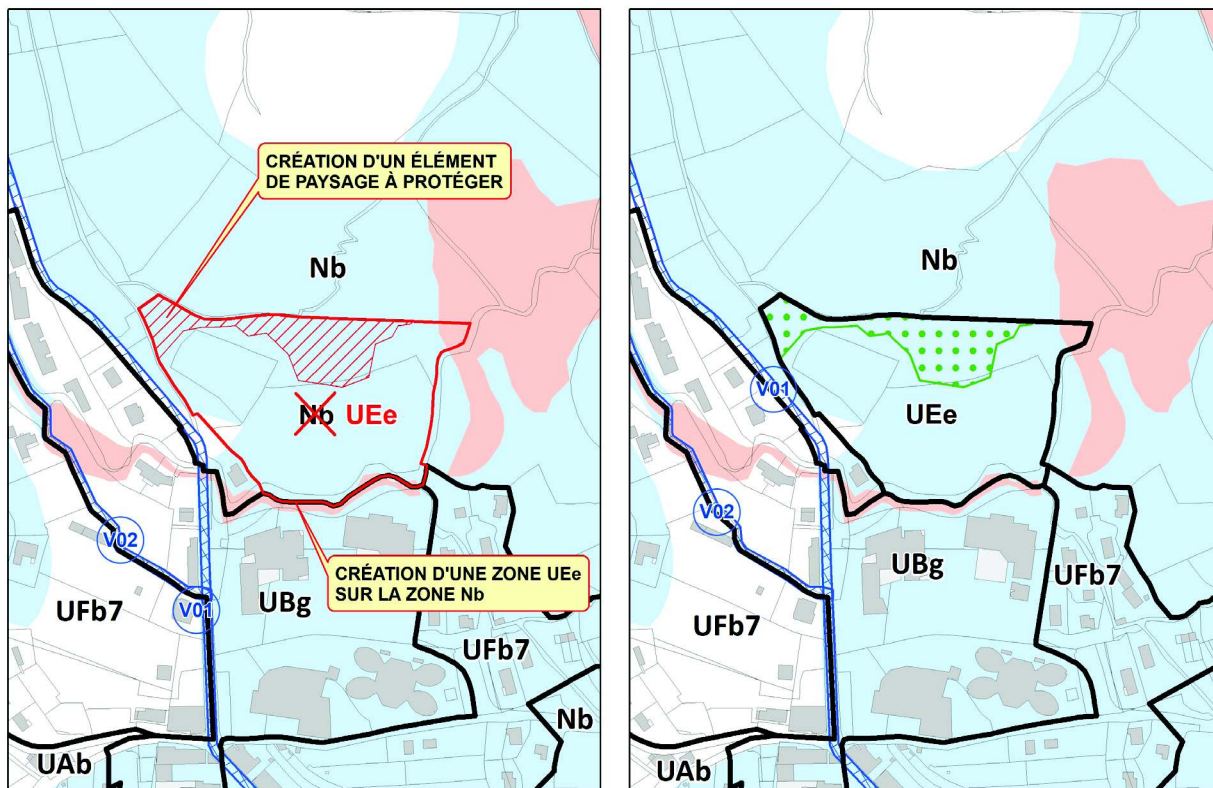 CRÉATION D'UN ÉLÉMENT
DE PAYSAGE À PROTÉGER
Nb
Nb UEe
V02
V01
CRÉATION D'UNE ZONE UEe
SUR LA ZONE Nb
UBg
UFb7
UFb7
Nb
UAb
Nb
V01
UEe
V02
UBg
UFb7
UFb7
UAb